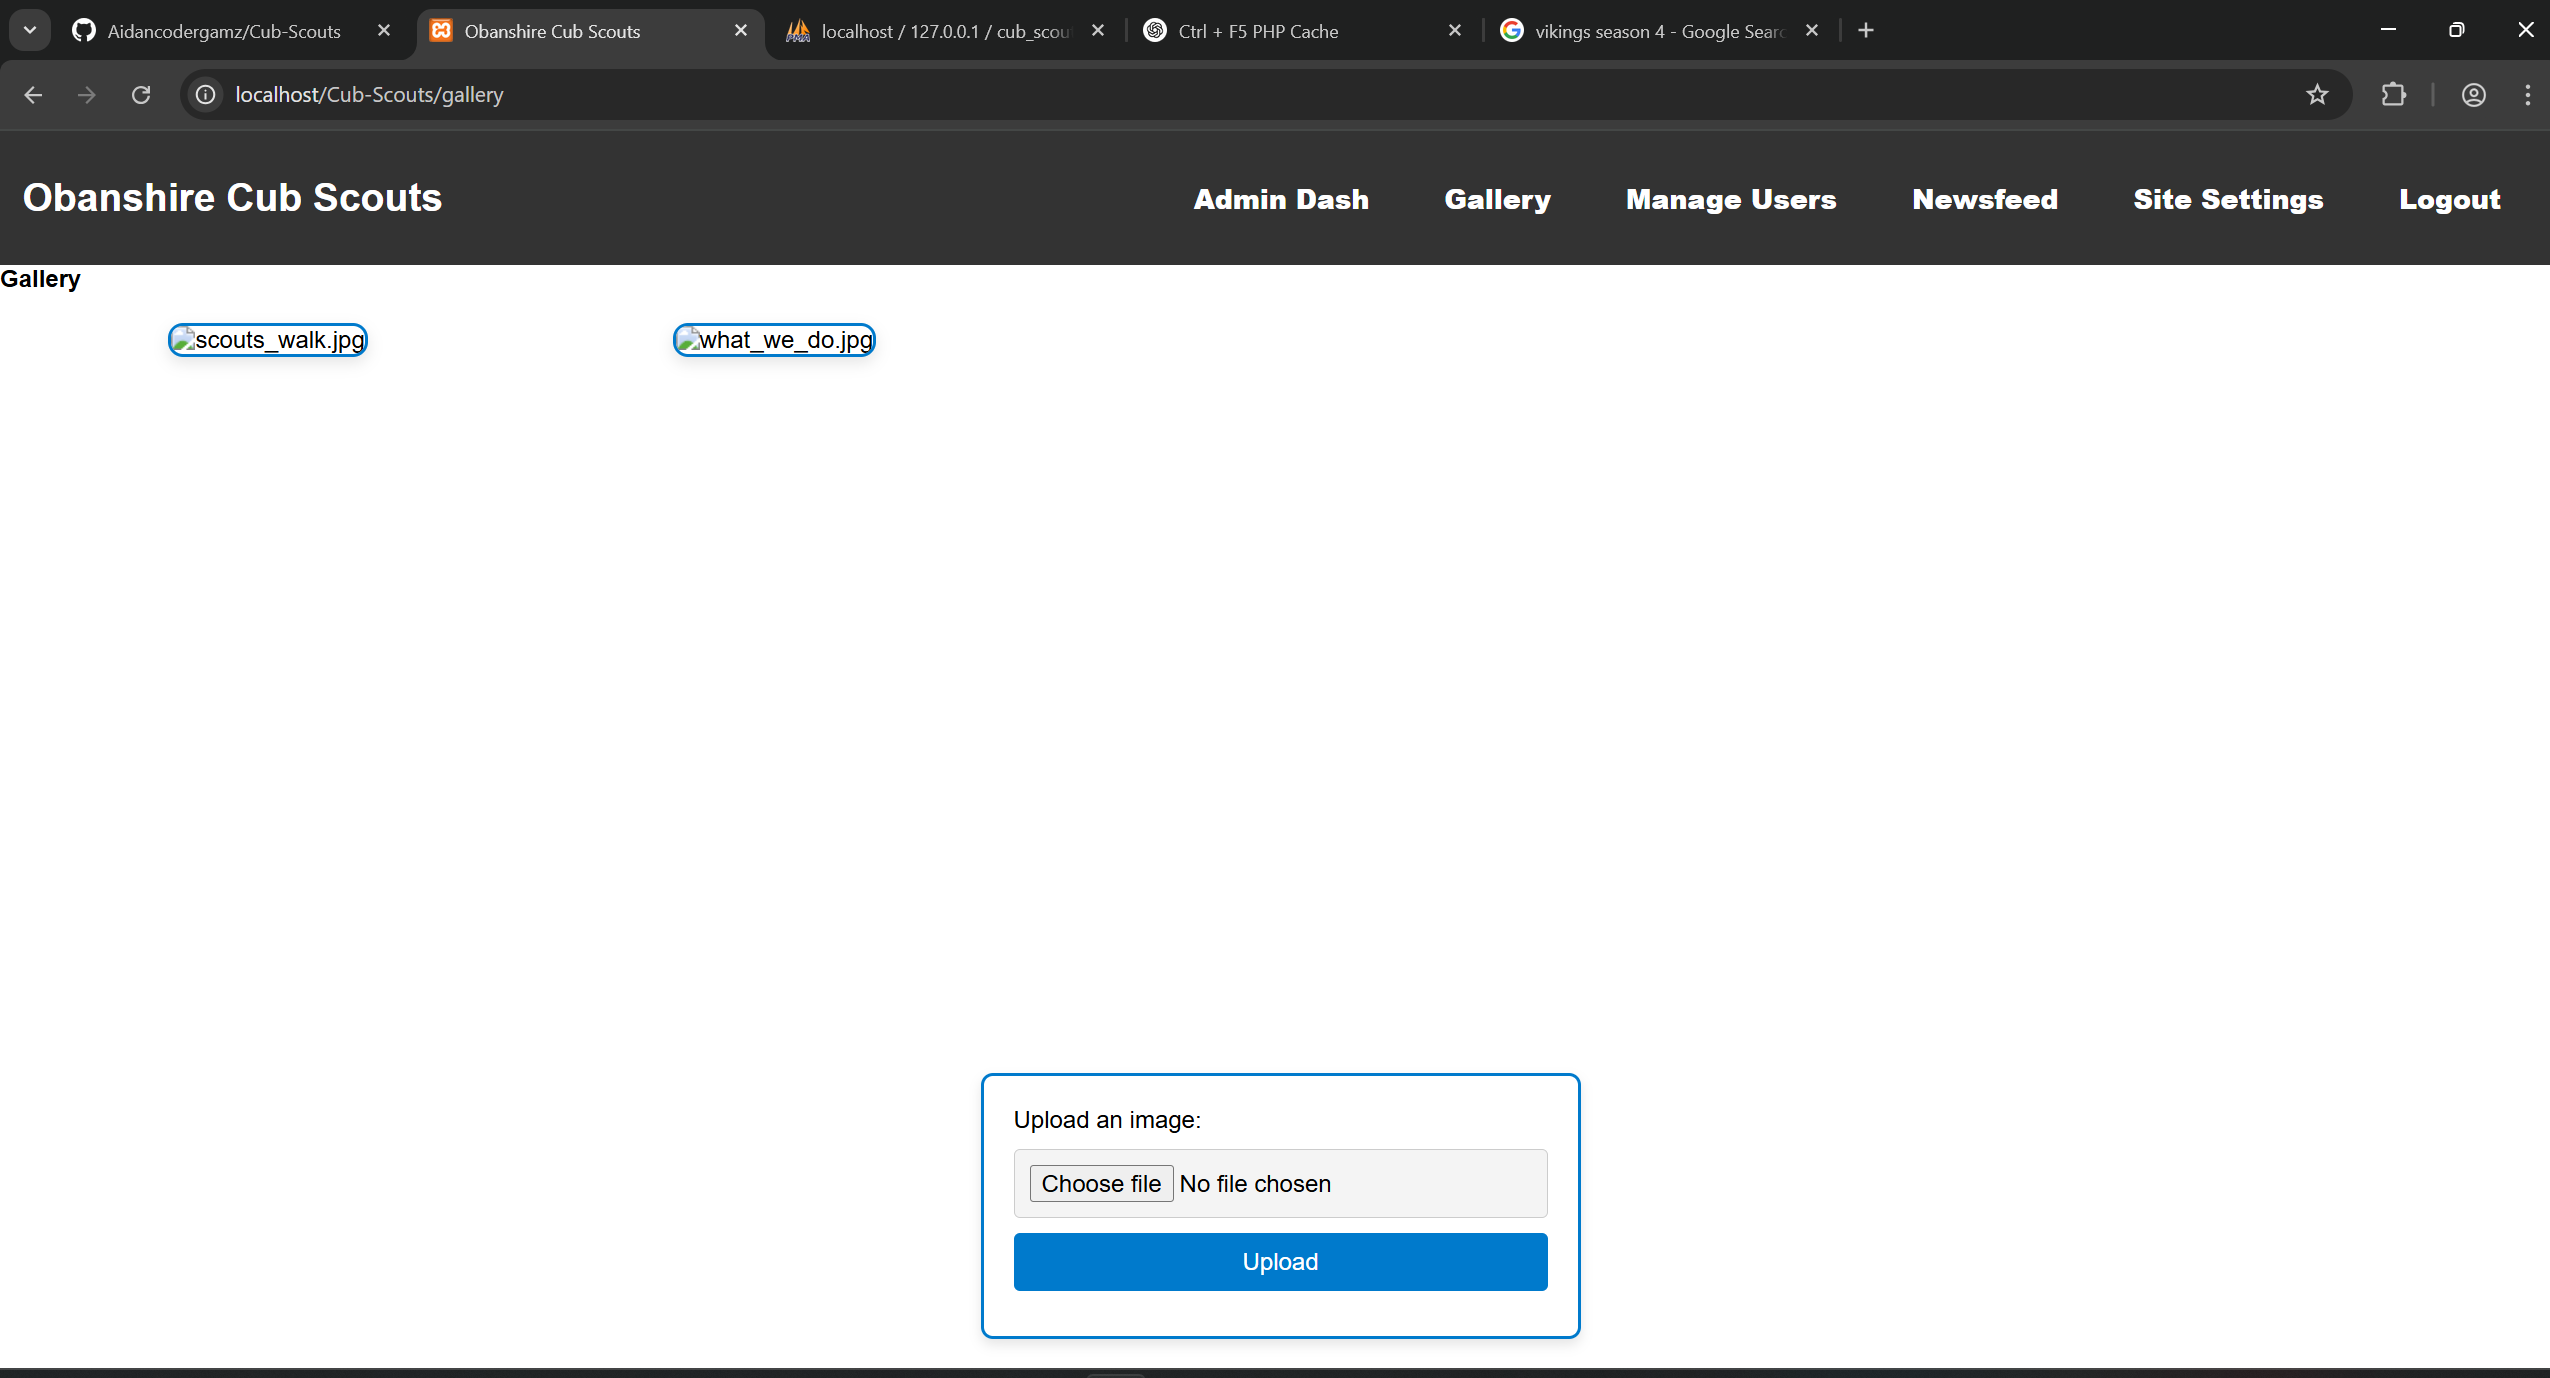 Aidancodergamz/Cub-Scouts
Obanshire Cub Scouts
localhost / 127.0.0.1 / cub_scou
Ctrl + F5 PHP Cache
vikings season 4 - Google Sear
localhost/Cub-Scouts/gallery
Obanshire Cub Scouts
Admin Dash
Gallery
Manage Users
Newsfeed
Site Settings
Logout
Gallery
scouts_walk.jpg
what_we_do.jpg
Upload an image:
Choose file No file chosen
Upload